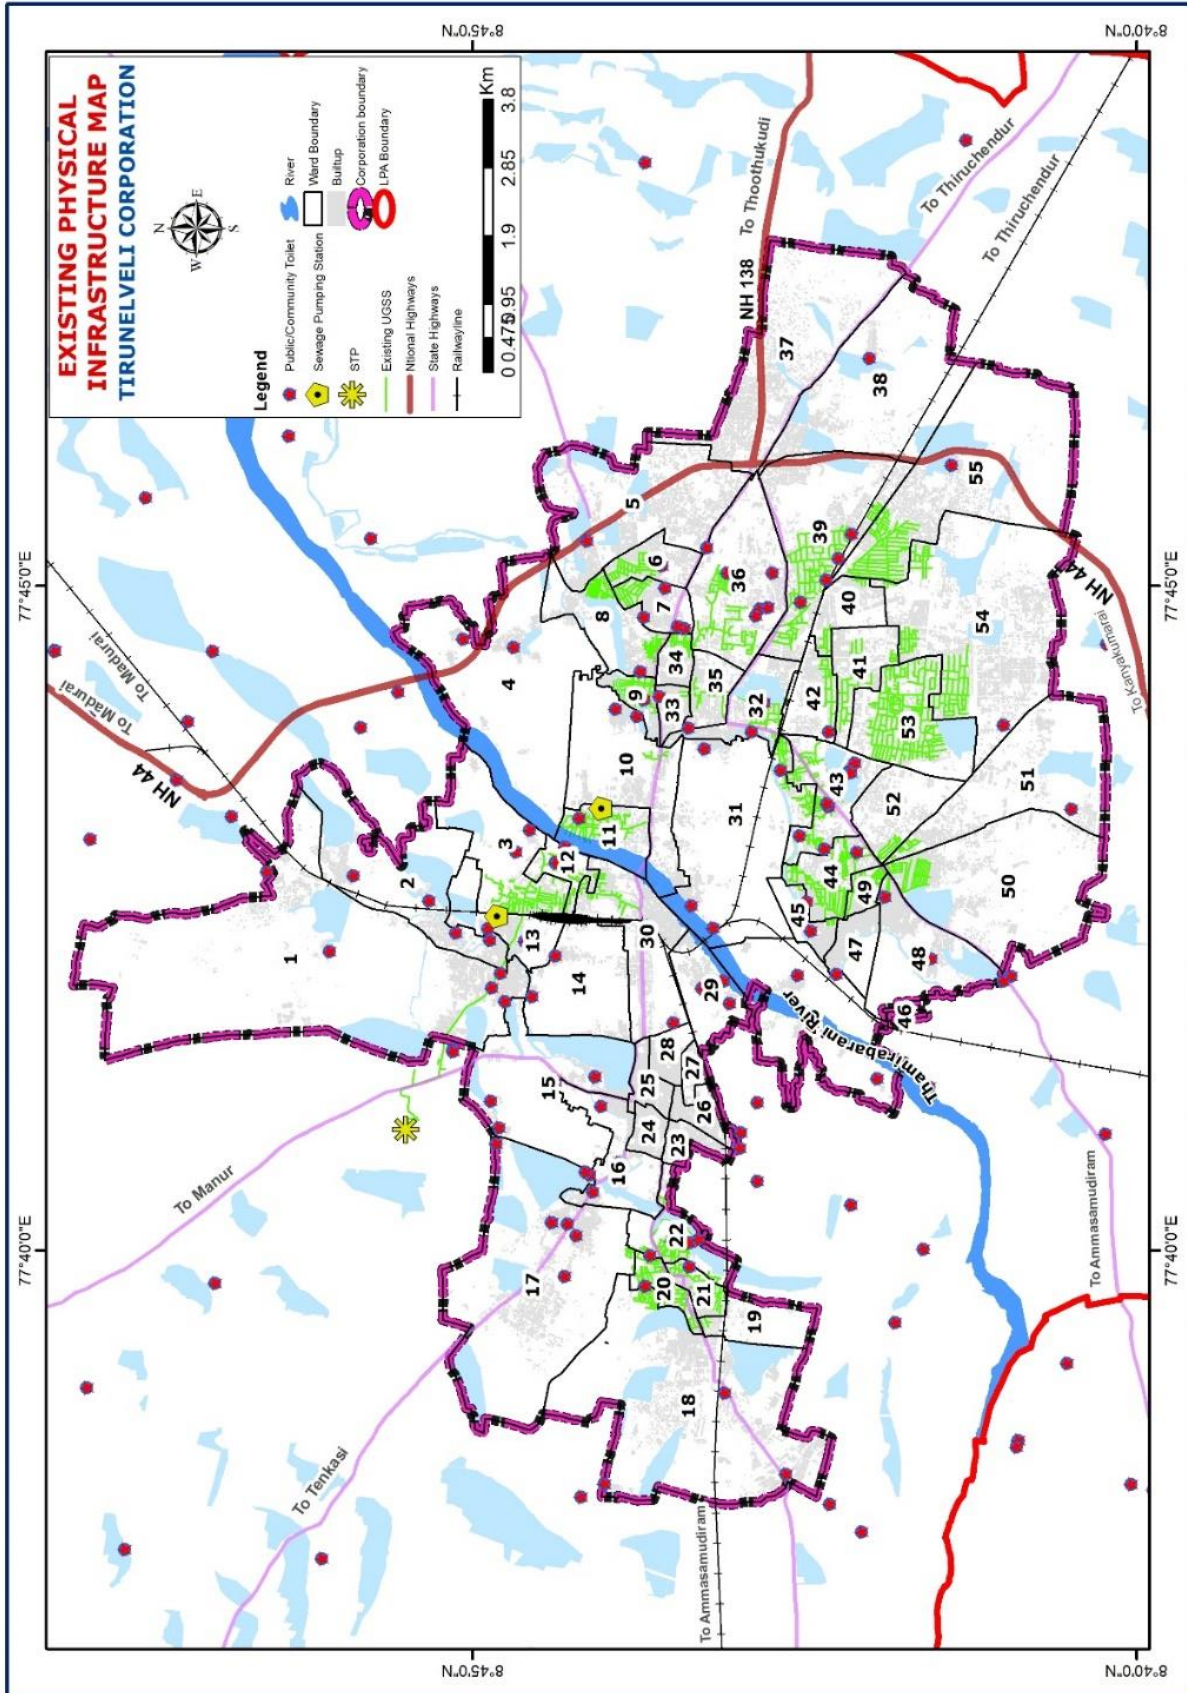 EXISTING PHYSICAL
INFRASTRUCTURE MAP
TIRUNELVELI CORPORATION
N
E
S
W
Legend
Public/Community Toilet
Sewage Pumping Station
STP
Existing UGSS
Ntional Highways
State Highways
Railwayline
River
Ward Boundary
Builtup
Corporation boundary
LPA Boundary
0 0.475 0.95 1.9 2.85 3.8
Km
77°40'0"E
77°45'0"E
8°45'0"N
8°40'0"N
8°45'0"N
8°40'0"N
To Madurai
To Madurai
NH 44
To Manur
To Tenkasi
To Ammasamudiram
To Ammasamudiram
Thamirabarani River
NH 138
To Thoothukudi
To Thiruchendur
To Thiruchendur
NH 44
To Kanyakumarai
1
2
3
4
5
6
7
8
9
10
11
12
13
14
15
16
17
18
19
20
21
22
23
24
25
26
27
28
29
30
31
32
33
34
35
36
37
38
39
40
41
42
43
44
45
46
47
48
49
50
51
52
53
54
55